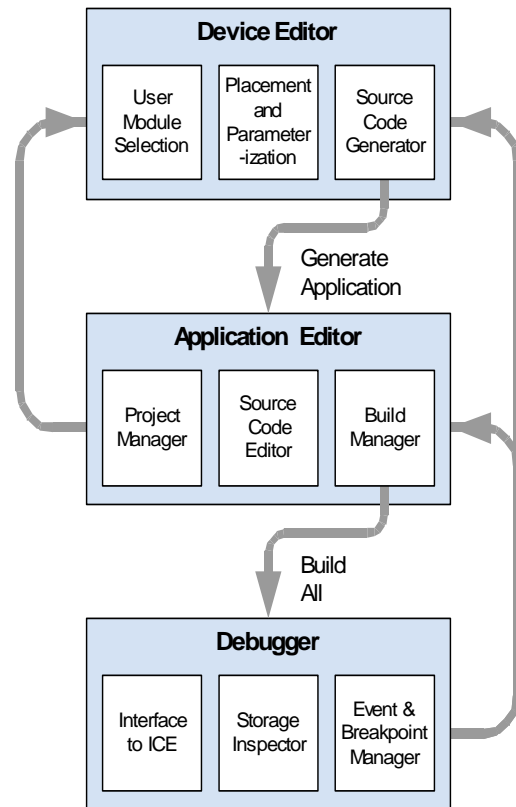 Device Editor
User
Module
Selection
Placement
and
Parameter
-ization
Source
Code
Generator
Generate
Application
Application Editor
Project
Manager
Source
Code
Editor
Build
Manager
Build
All
Debugger
Interface
to ICE
Storage
Inspector
Event &
Breakpoint
Manager